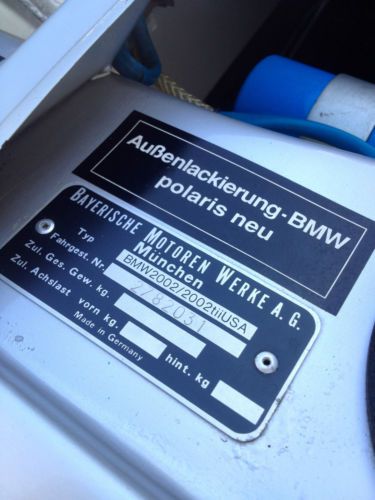 Außenlackierung-BMW
polaris neu
BAYERISCHE MOTOREN WERKE A.G.
München
Typ BMW2002/2002tiiUSA
Fahrgest. Nr. 2782031
Zul. Ges. Gew. kg.
Zul. Achslast vorn kg. hint. kg
Made in Germany